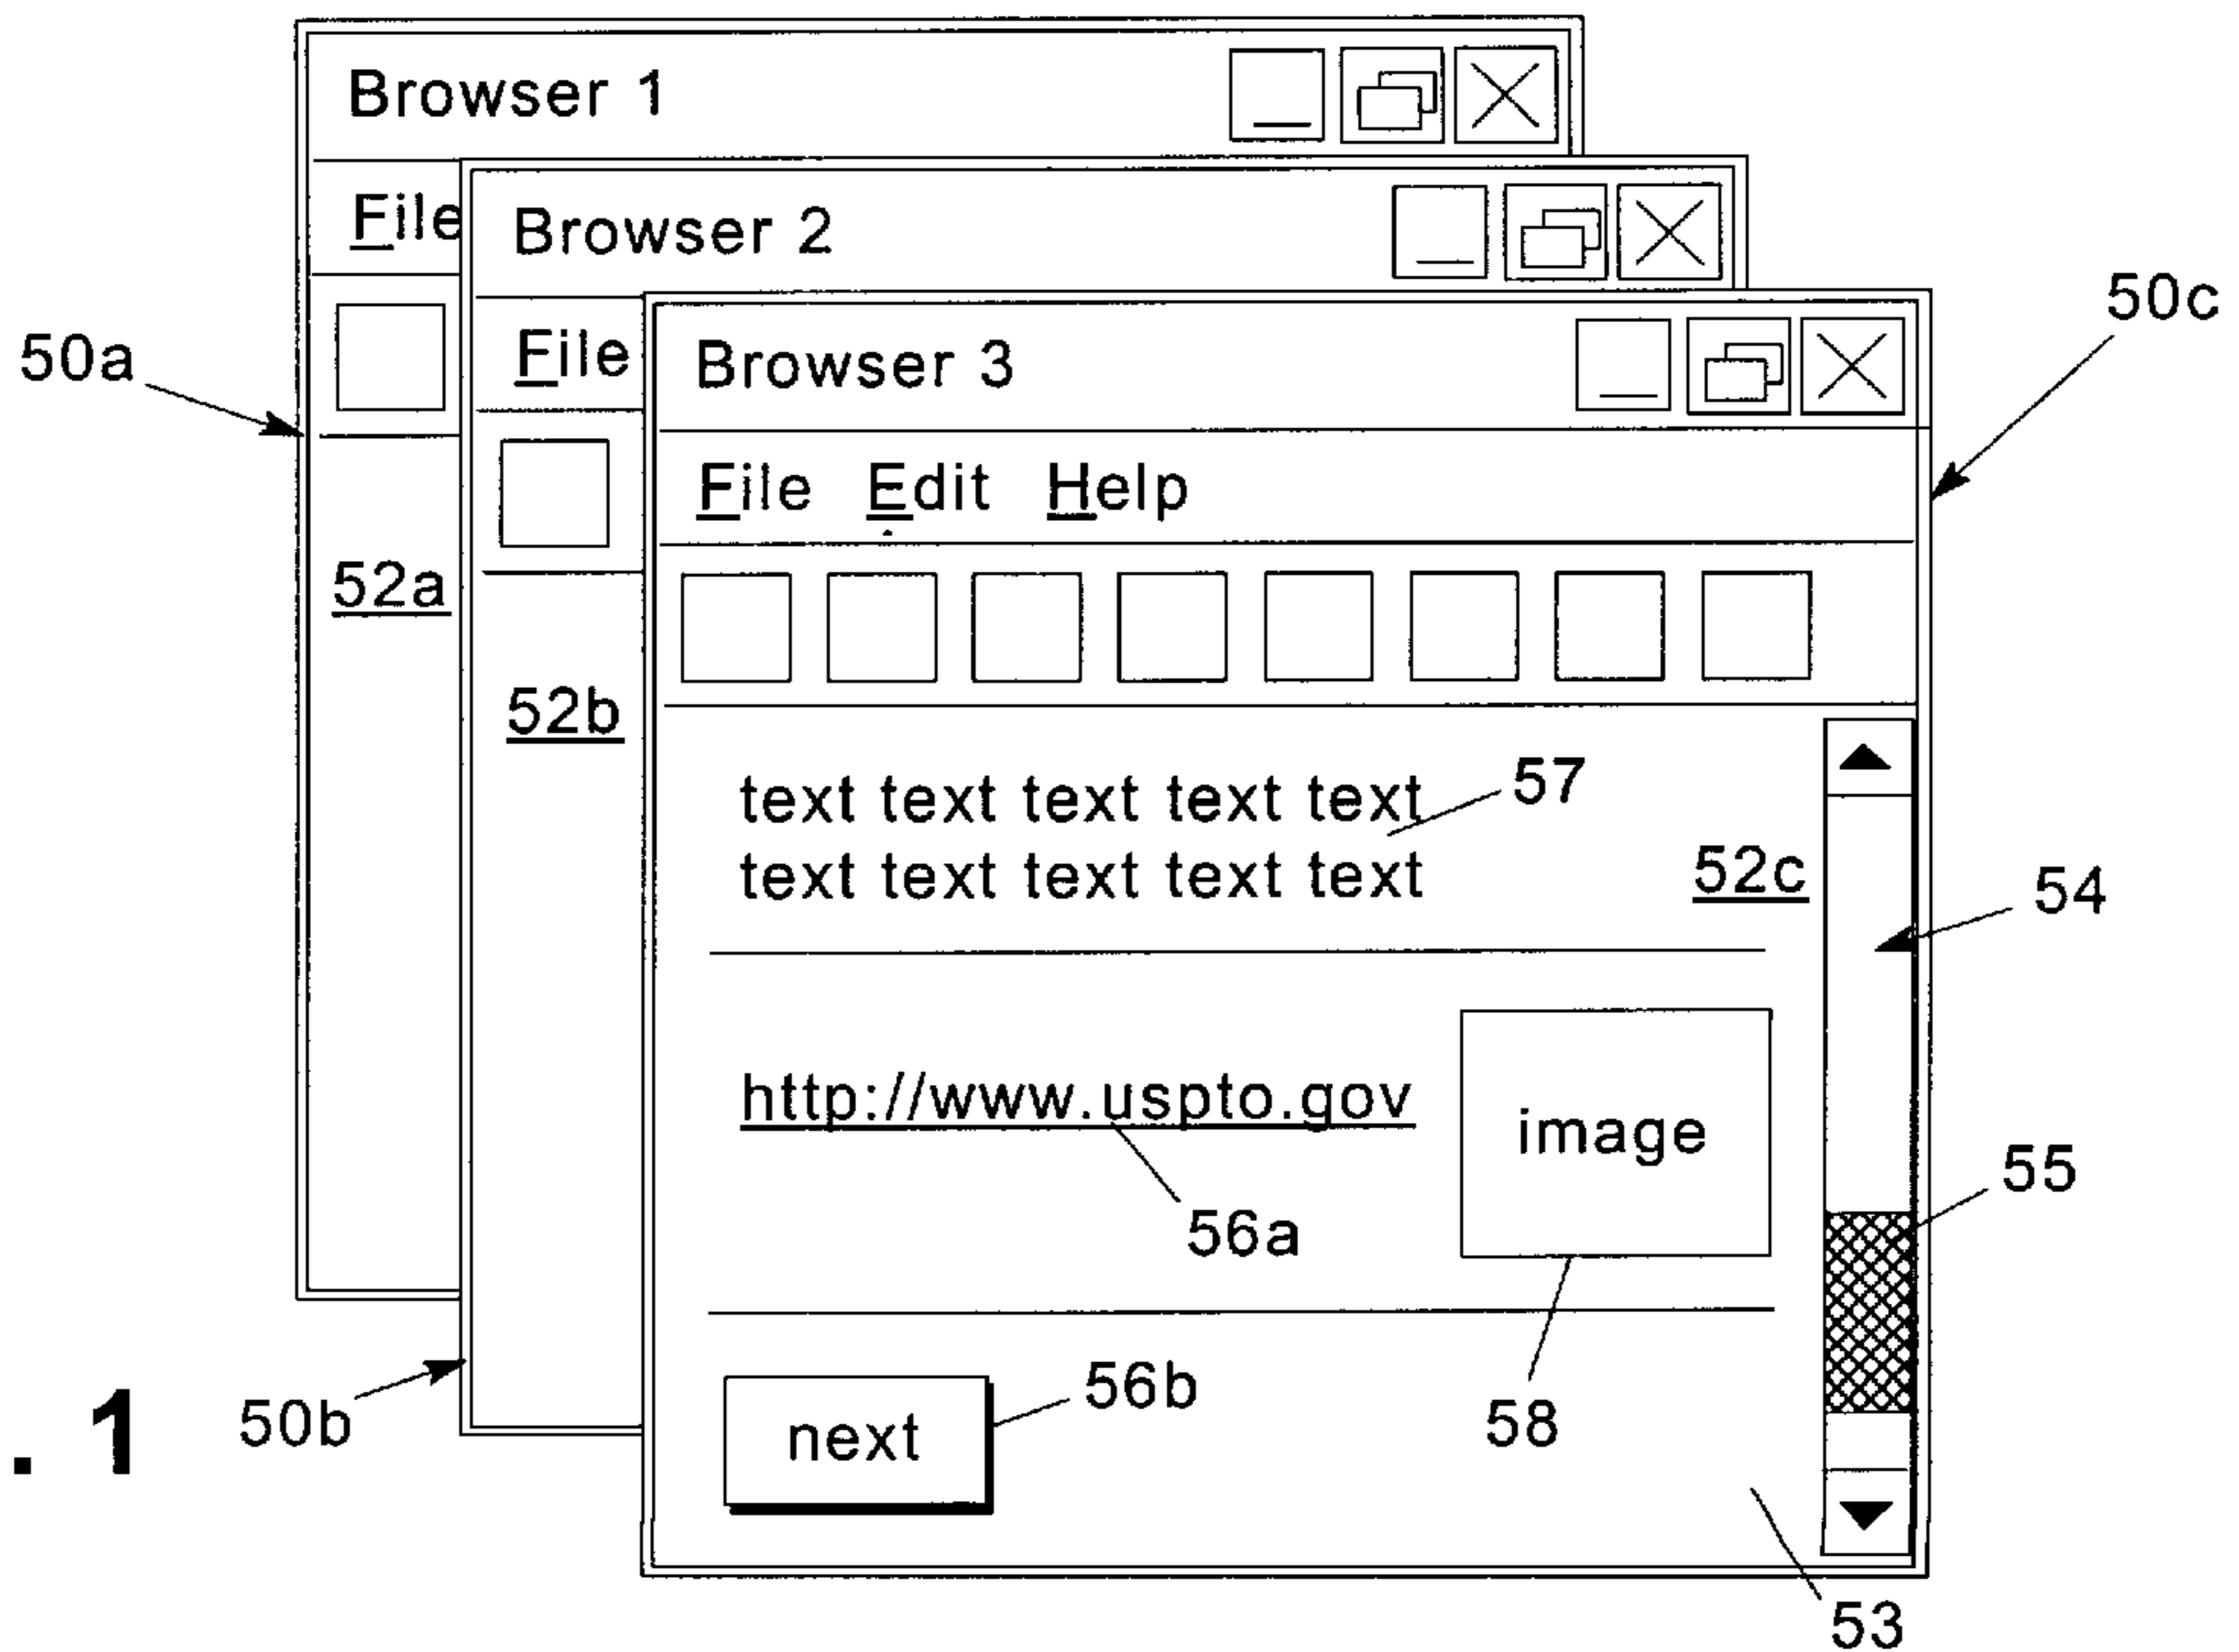 Browser 1
File
Browser 2
File
Browser 3
File Edit Help
50a
50c
52a
52b
text text text text text
text text text text text
57
52c
54
http://www.uspto.gov
image
56a
55
next
56b
58
50b
53
. 1